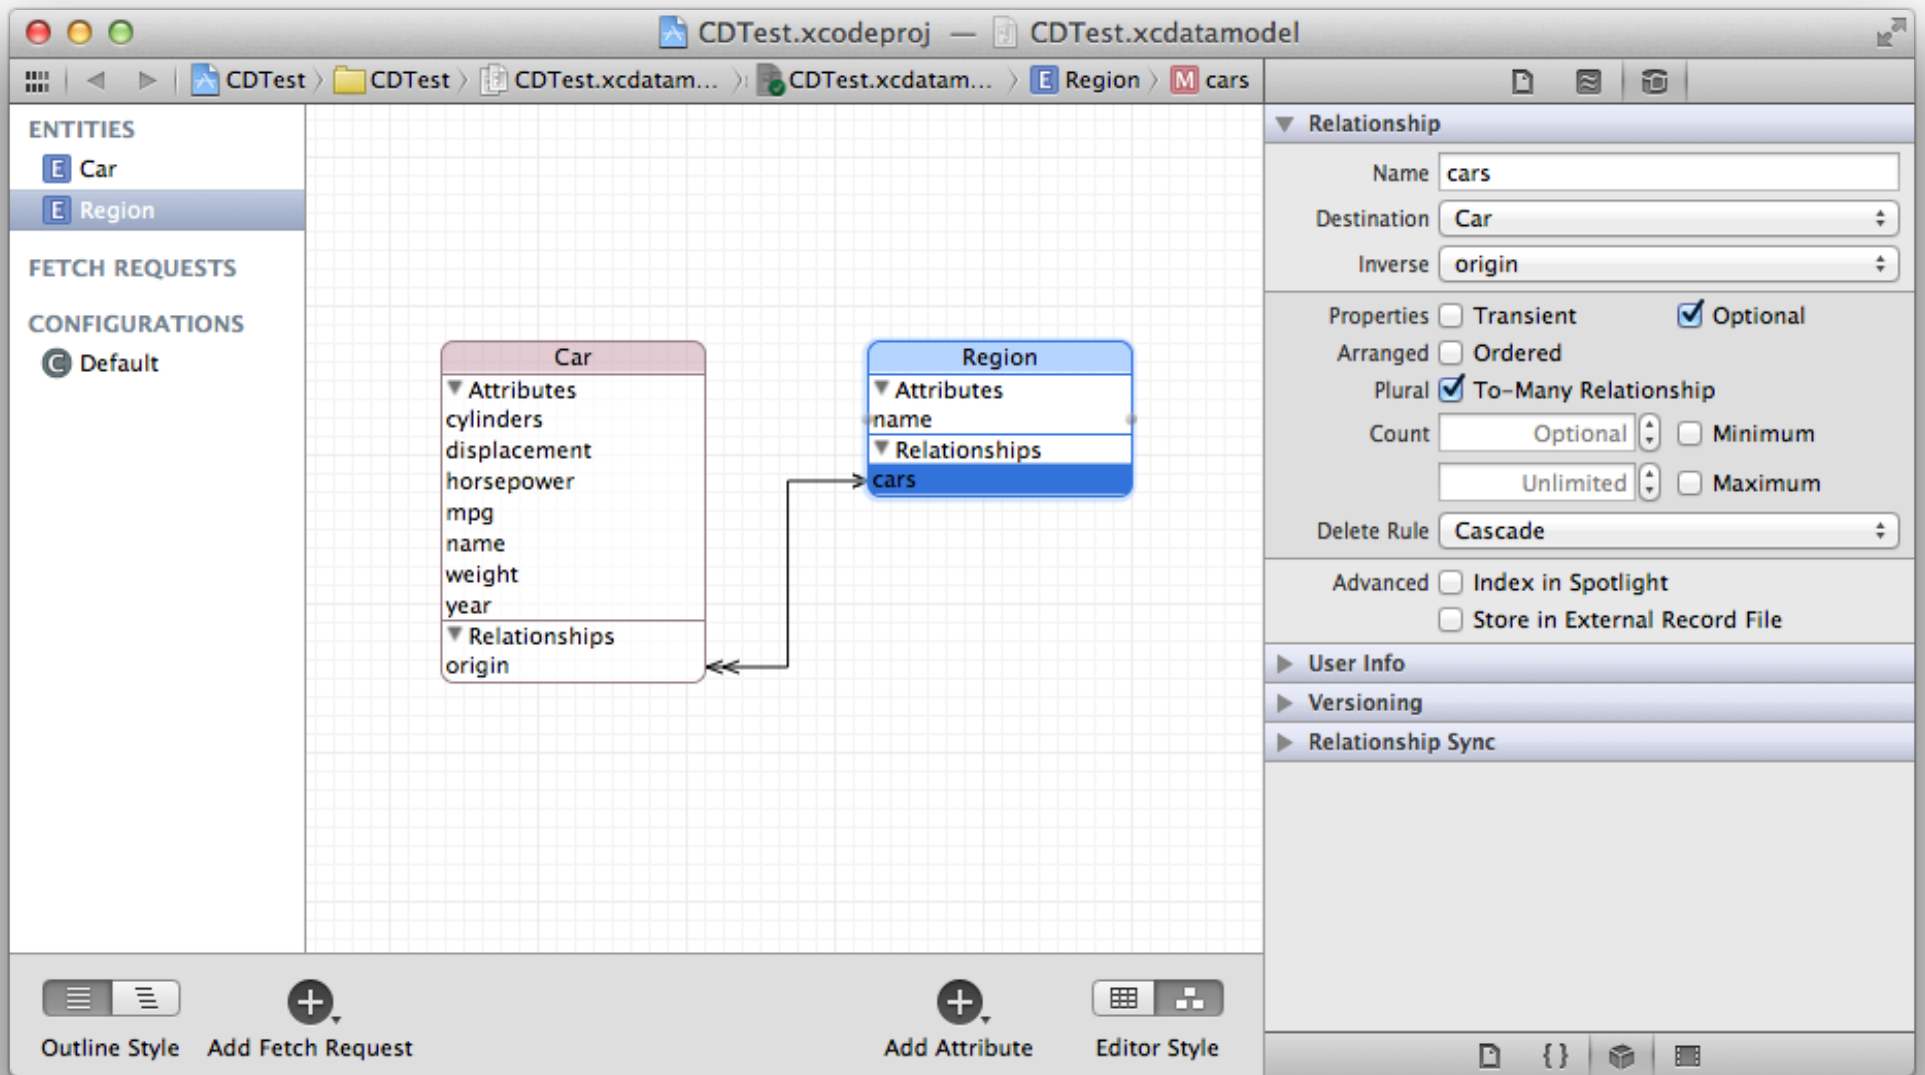 CDTest.xcodeproj — CDTest.xcdatamodel
CDTest CDTest CDTest.xcdatam... CDTest.xcdatam... E Region M cars
ENTITIES
E Car
E Region
FETCH REQUESTS
CONFIGURATIONS
C Default
Car
Attributes
cylinders
displacement
horsepower
mpg
name
weight
year
Relationships
origin
Region
Attributes
name
Relationships
cars
Outline Style
Add Fetch Request
Add Attribute
Editor Style
Relationship
Name cars
Destination Car
Inverse origin
Properties Transient Optional
Arranged Ordered
Plural To-Many Relationship
Count Optional Minimum
Unlimited Maximum
Delete Rule Cascade
Advanced Index in Spotlight
Store in External Record File
User Info
Versioning
Relationship Sync
{ }